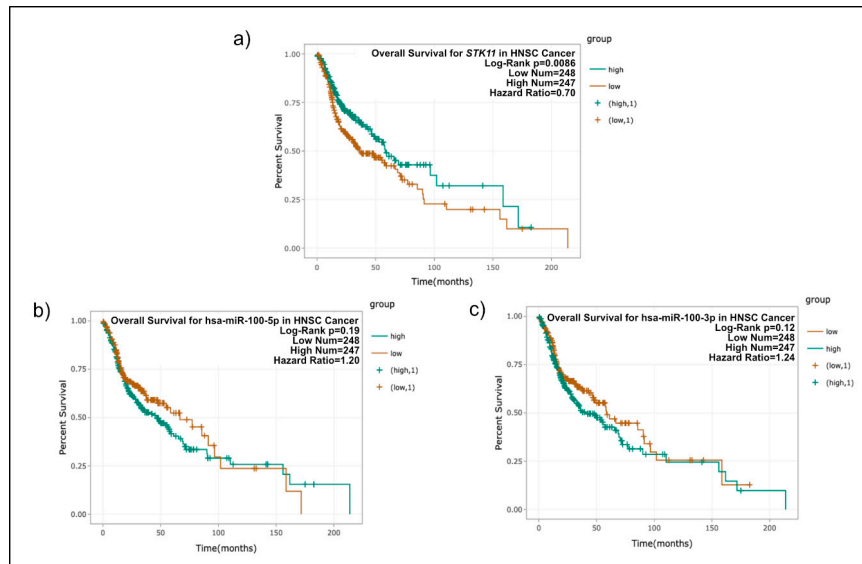 a)
group
Overall Survival for STK11 in HNSC Cancer
Log-Rank p=0.0086
Low Num=248
High Num=247
Hazard Ratio=0.70
high
low
(high,1)
(low,1)
Percent Survival
1.00
0.75
0.50
0.25
0.00
0 50 100 150 200
Time(months)
b)
group
Overall Survival for hsa-miR-100-5p in HNSC Cancer
Log-Rank p=0.19
Low Num=248
High Num=247
Hazard Ratio=1.20
high
low
(high,1)
(low,1)
Percent Survival
1.00
0.75
0.50
0.25
0.00
0 50 100 150 200
Time(months)
c)
group
Overall Survival for hsa-miR-100-3p in HNSC Cancer
Log-Rank p=0.12
Low Num=248
High Num=247
Hazard Ratio=1.24
low
high
(low,1)
(high,1)
Percent Survival
1.00
0.75
0.50
0.25
0.00
0 50 100 150 200
Time(months)